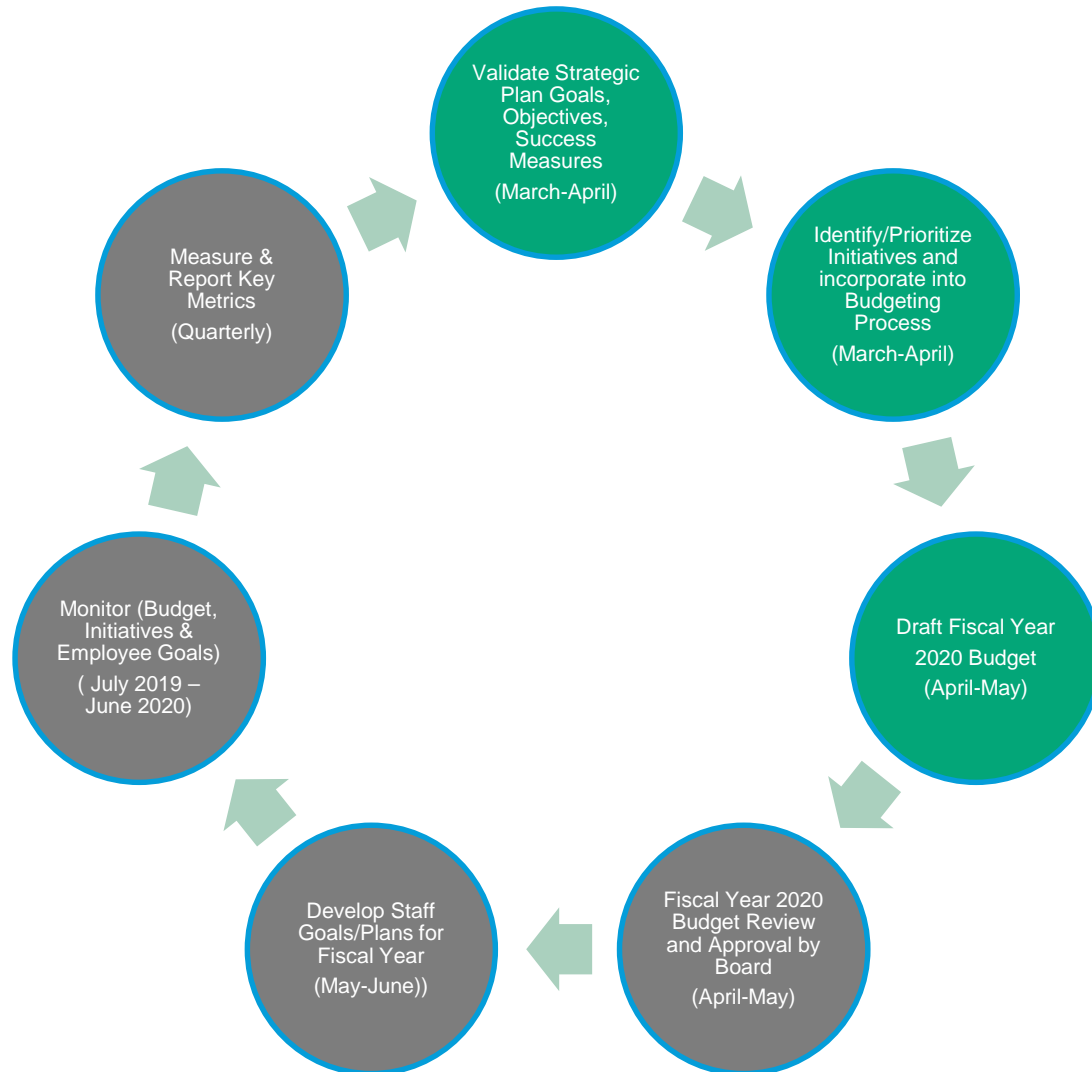 Validate Strategic
Plan Goals,
Objectives,
Success
Measures
(March-April)
Identify/Prioritize
Initiatives and
incorporate into
Budgeting
Process
(March-April)
Draft Fiscal Year
2020 Budget
(April-May)
Fiscal Year 2020
Budget Review
and Approval by
Board
(April-May)
Develop Staff
Goals/Plans for
Fiscal Year
(May-June))
Monitor (Budget,
Initiatives &
Employee Goals)
( July 2019 –
June 2020)
Measure &
Report Key
Metrics
(Quarterly)